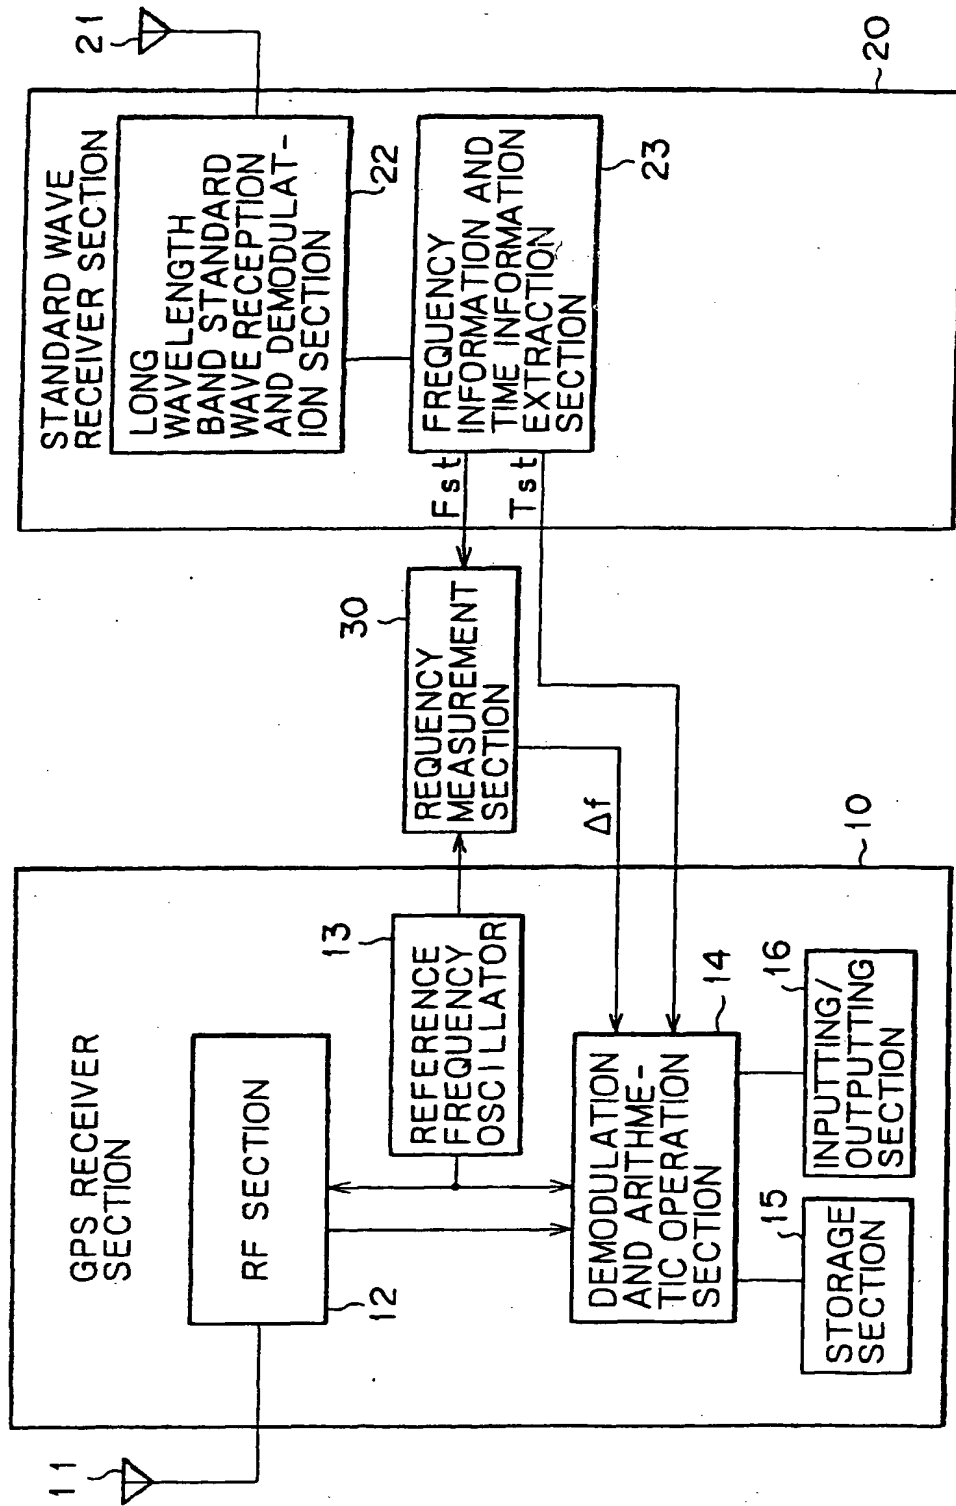 GPS RECEIVER
SECTION
11
RF SECTION
12
13
REFERENCE
FREQUENCY
OSCILLATOR
DEMODULATION
AND ARITHME-
TIC OPERATION
SECTION
14
15
STORAGE
SECTION
16
INPUTTING/
OUTPUTTING
SECTION
10
30
REQUENCY
MEASUREMENT
SECTION
Δf
STANDARD WAVE
RECEIVER SECTION
21
LONG
WAVELENGTH
BAND STANDARD
WAVE RECEPTION
AND DEMODULAT-
ION SECTION
22
FREQUENCY
INFORMATION AND
TIME INFORMATION
EXTRACTION
SECTION
23
Fst
Tst
20